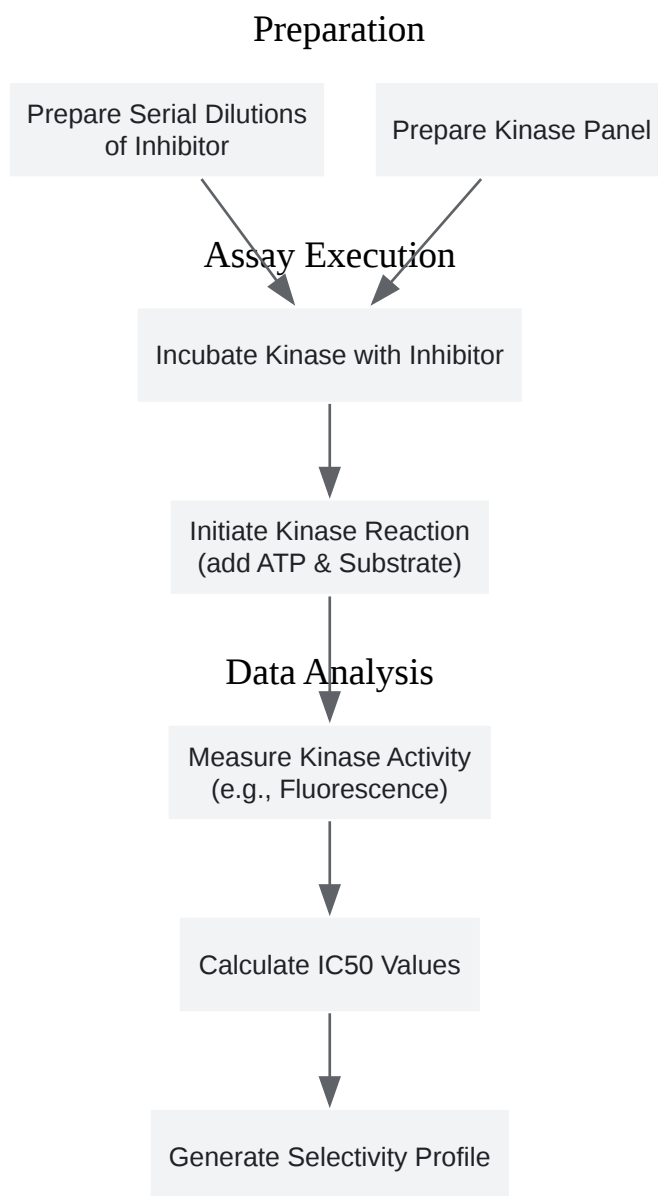 Preparation
Prepare Serial Dilutions
of Inhibitor
Prepare Kinase Panel
Assay Execution
Incubate Kinase with Inhibitor
Initiate Kinase Reaction
(add ATP & Substrate)
Data Analysis
Measure Kinase Activity
(e.g., Fluorescence)
Calculate IC50 Values
Generate Selectivity Profile